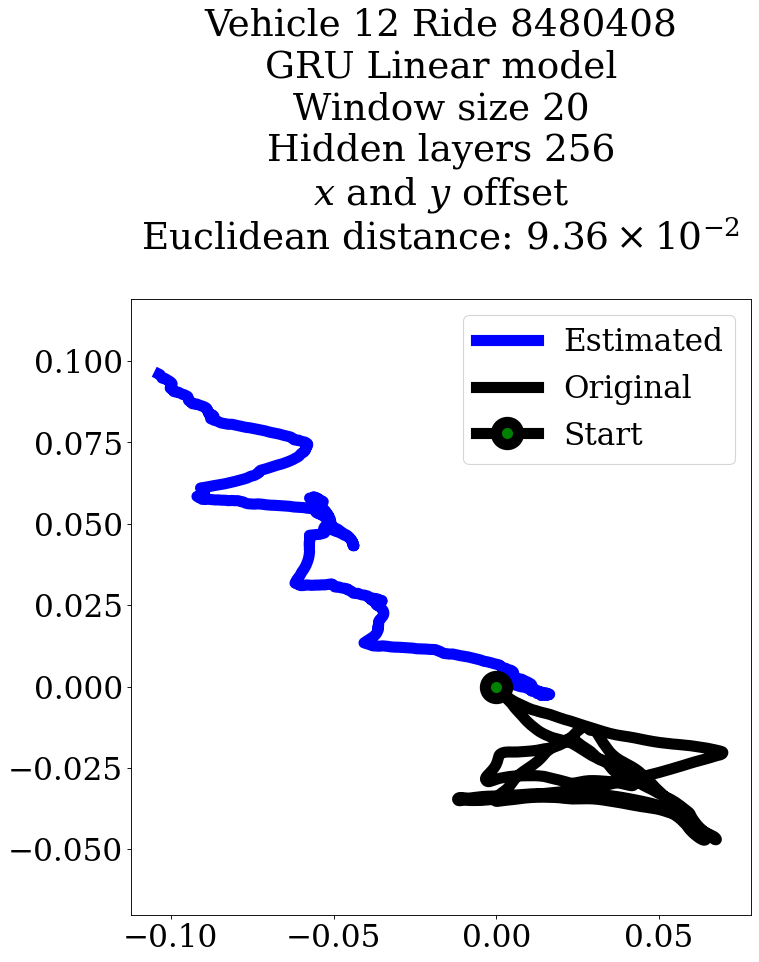 Vehicle 12 Ride 8480408
GRU Linear model
Window size 20
Hidden layers 256
x and y offset
Euclidean distance: 9.36 × 10⁻²
Estimated
Original
Start
0.100
0.075
0.050
0.025
0.000
−0.025
−0.050
−0.10 −0.05 0.00 0.05